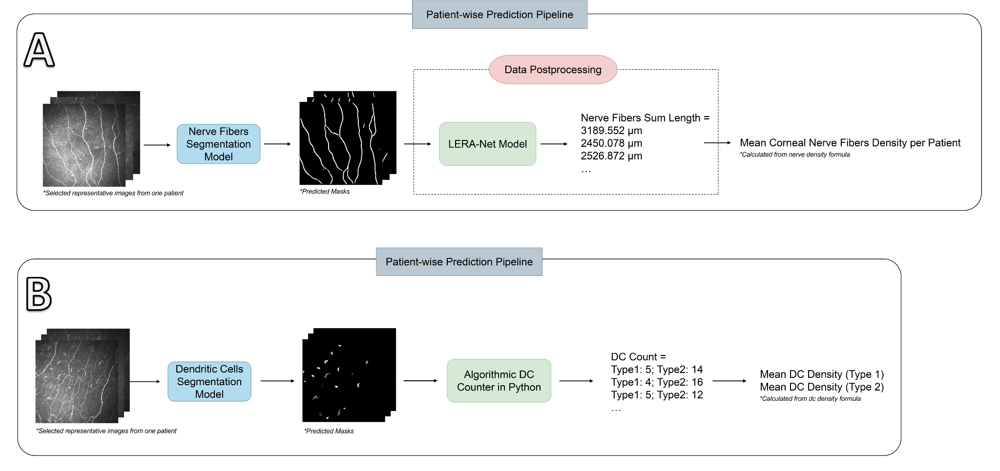 Patient-wise Prediction Pipeline
A
Data Postprocessing
Nerve Fibers
Segmentation
Model
LERA-Net Model
Nerve Fibers Sum Length =
3189.552 µm
2450.078 µm
2526.872 µm
...
Mean Corneal Nerve Fibers Density per Patient
*Calculated from nerve density formula
*Selected representative images from one patient
*Predicted Masks
Patient-wise Prediction Pipeline
B
Dendritic Cells
Segmentation
Model
Algorithmic DC
Counter in Python
DC Count =
Type1: 5; Type2: 14
Type1: 4; Type2: 16
Type1: 5; Type2: 12
...
Mean DC Density (Type 1)
Mean DC Density (Type 2)
*Calculated from dc density formula
*Selected representative images from one patient
*Predicted Masks